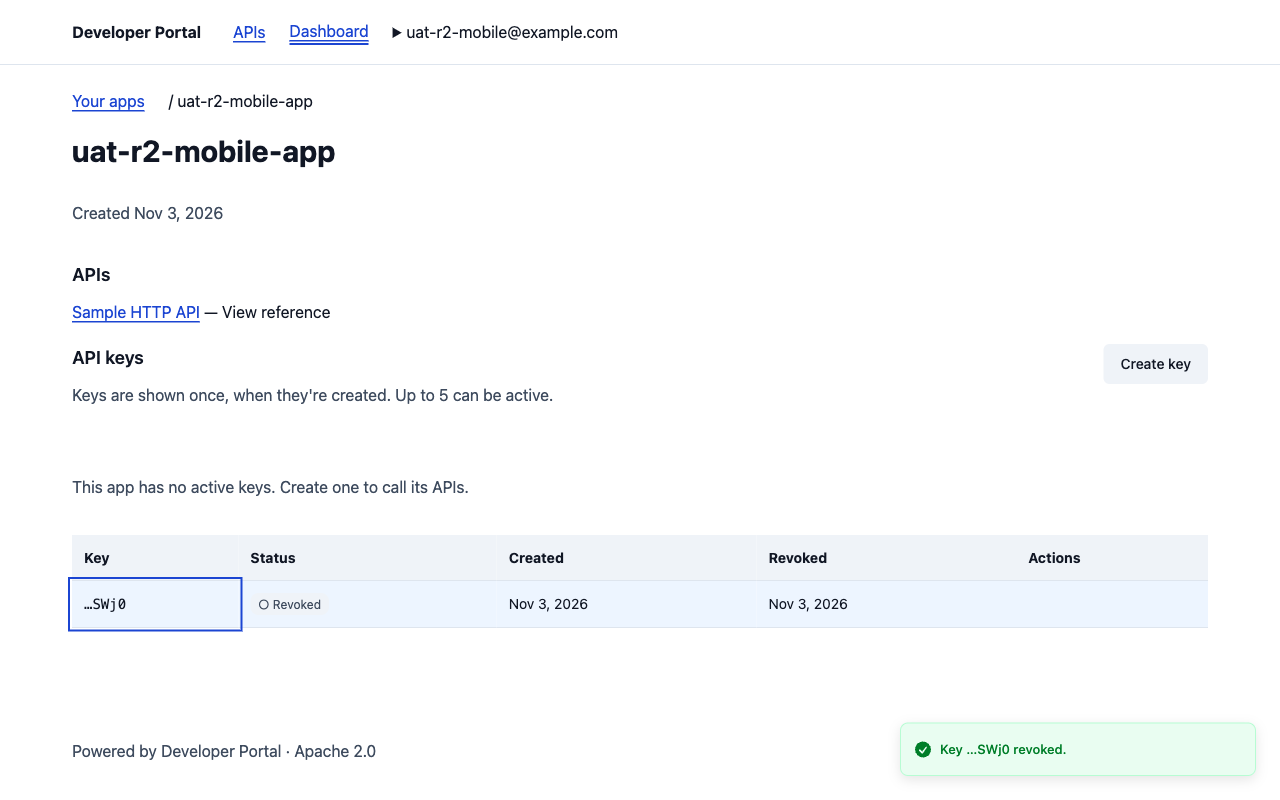 Developer Portal APIs Dashboard ▶ uat-r2-mobile@example.com
Your apps / uat-r2-mobile-app
uat-r2-mobile-app
Created Nov 3, 2026
APIs
Sample HTTP API — View reference
API keys
Create key
Keys are shown once, when they're created. Up to 5 can be active.
This app has no active keys. Create one to call its APIs.
Key Status Created Revoked Actions
…SWj0 Revoked Nov 3, 2026 Nov 3, 2026
Powered by Developer Portal · Apache 2.0
Key …SWj0 revoked.